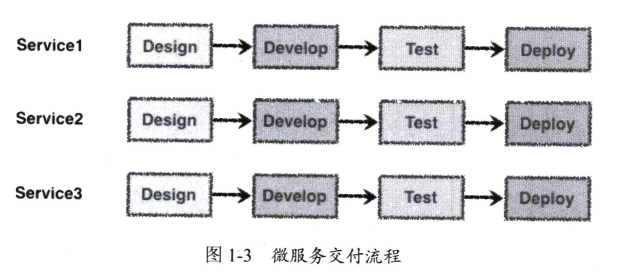 Service1 Design Develop Test Deploy
Service2 Design Develop Test Deploy
Service3 Design Develop Test Deploy
图 1-3 微服务交付流程